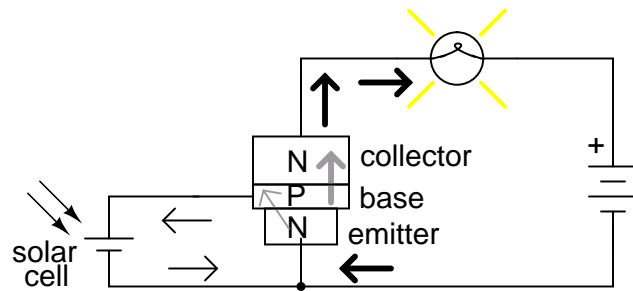 +
N
collector
P
base
N
emitter
solar
cell